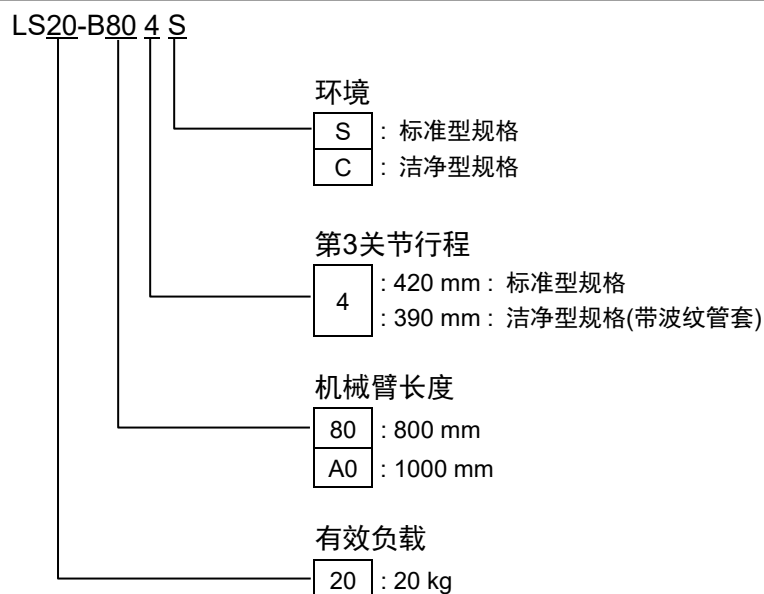 LS20-B80 4 S
环境
S : 标准型规格
C : 洁净型规格
第3关节行程
4 : 420 mm : 标准型规格
: 390 mm : 洁净型规格(带波纹管套)
机械臂长度
80 : 800 mm
A0 : 1000 mm
有效负载
20 : 20 kg